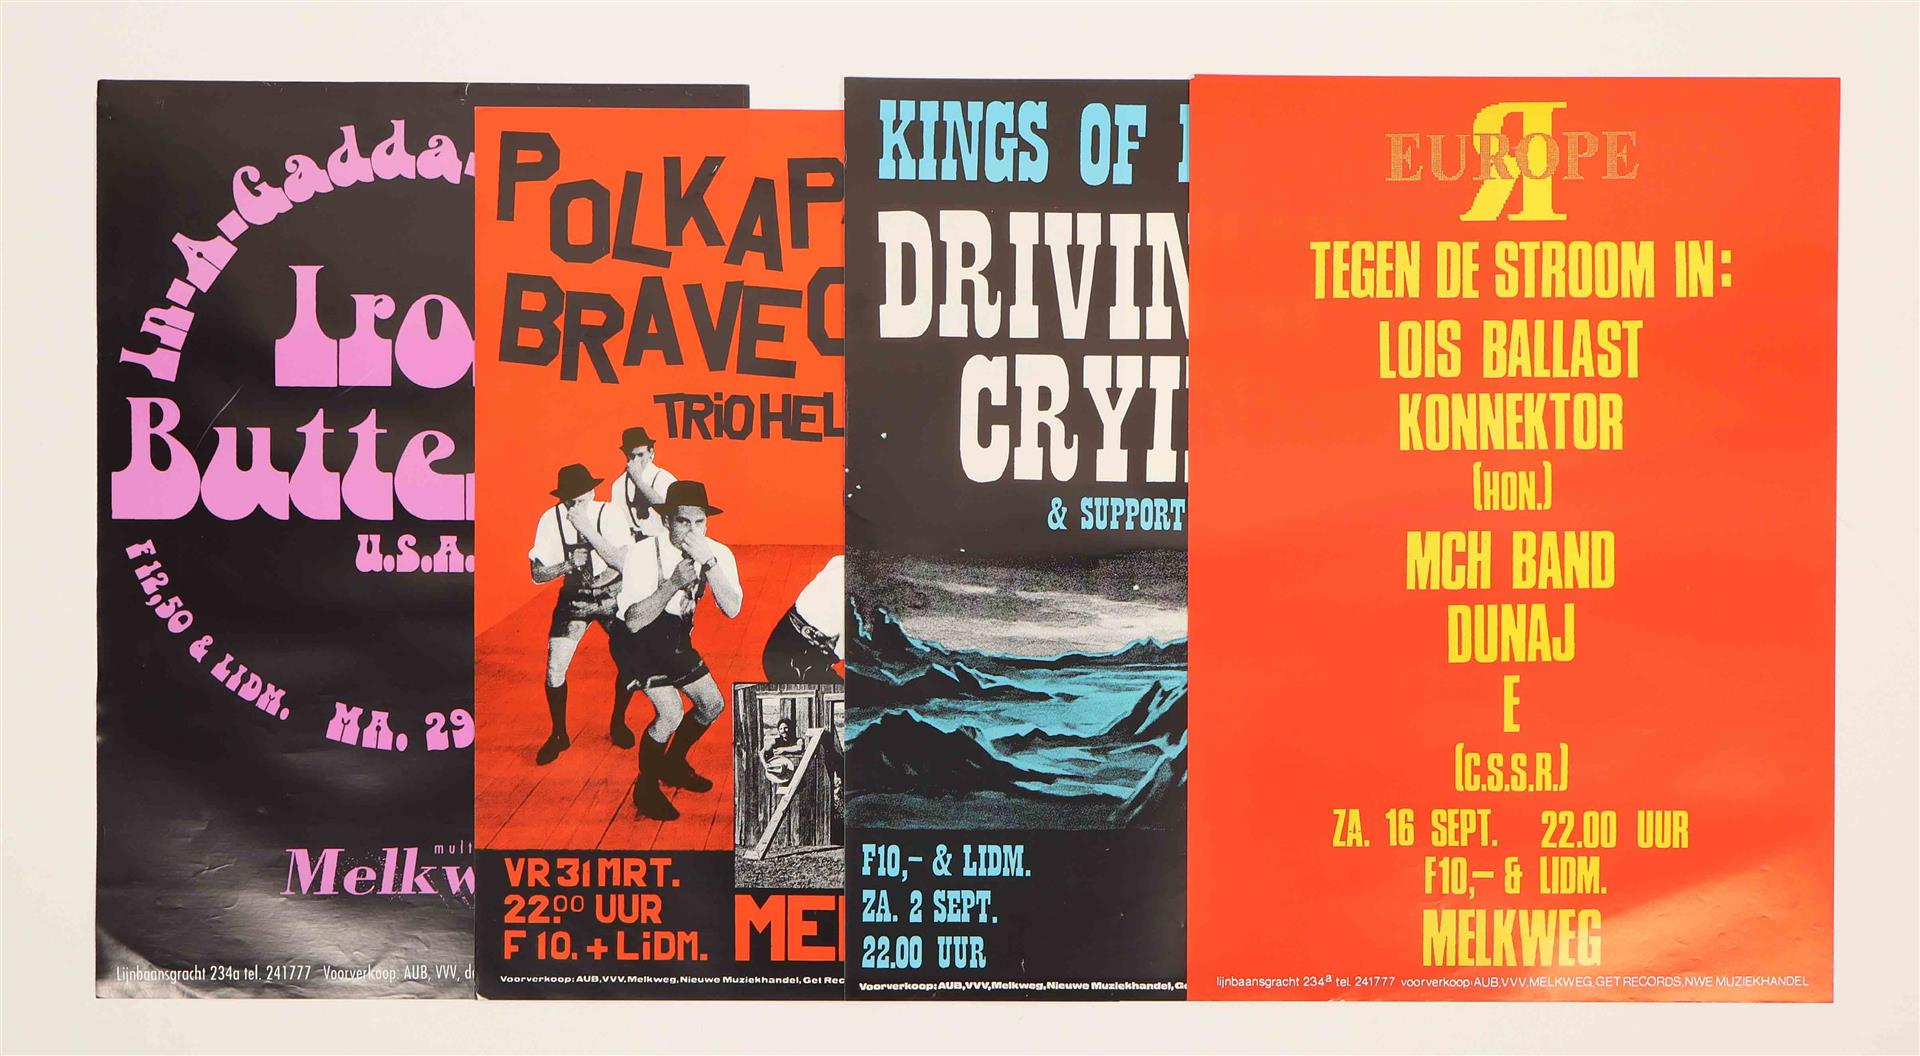 In-A-Gadda-
Iro
Butte
U.S.A.
F 12,50 & LIDM.
MA. 29
mult
Melkw
Lijnbaansgracht 234a tel. 241777 Voorverkoop: AUB, VVV, d
POLKAP
BRAVE C
TRiO HEL
VR 31 MRT.
22.00 UUR
F 10. + LiDM.
MEL
Voorverkoop: AUB,VVV,Melkweg,Nieuwe Muziekhandel, Get Rec
KINGS OF
DRIVIN
CRYI
& SUPPORT
F10,- & LIDM.
ZA. 2 SEPT.
22.00 UUR
Voorverkoop: AUB,VVV,Melkweg,Nieuwe Muziekhandel, G
R
EUROPE
TEGEN DE STROOM IN:
LOIS BALLAST
KONNEKTOR
(HON.)
MCH BAND
DUNAJ
E
(C.S.S.R.)
ZA. 16 SEPT. 22.00 UUR
F10,- & LIDM.
MELKWEG
lijnbaansgracht 234a tel. 241777 voorverkoop: AUB,VVV,MELKWEG,GET RECORDS,NWE MUZIEKHANDEL